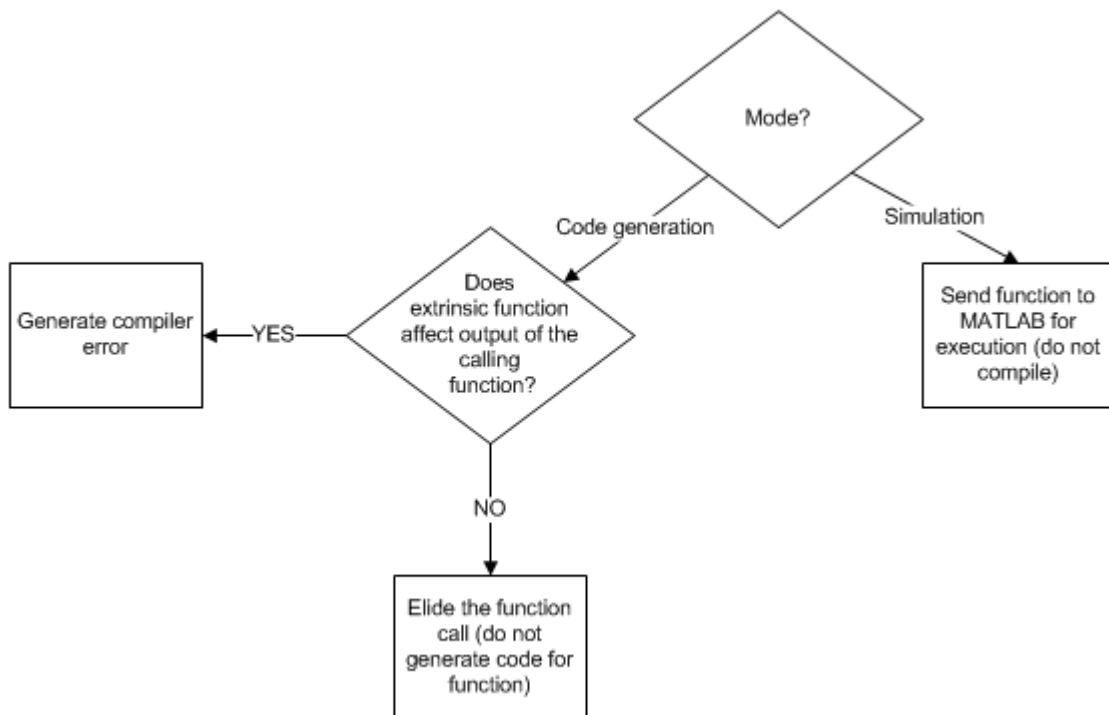 Mode?
Code generation
Simulation
Does
extrinsic function
affect output of the
calling
function?
YES
Generate compiler
error
Send function to
MATLAB for
execution (do not
compile)
NO
Elide the function
call (do not
generate code for
function)